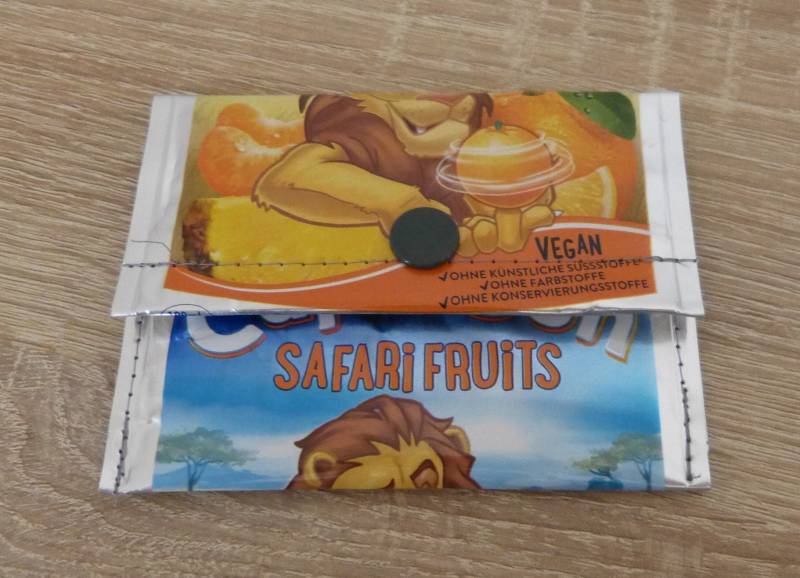 VEGAN
✓OHNE KÜNSTLICHE SÜSSSTOFFE
✓OHNE FARBSTOFFE
✓OHNE KONSERVIERUNGSSTOFFE
SAFARi FRUiTS